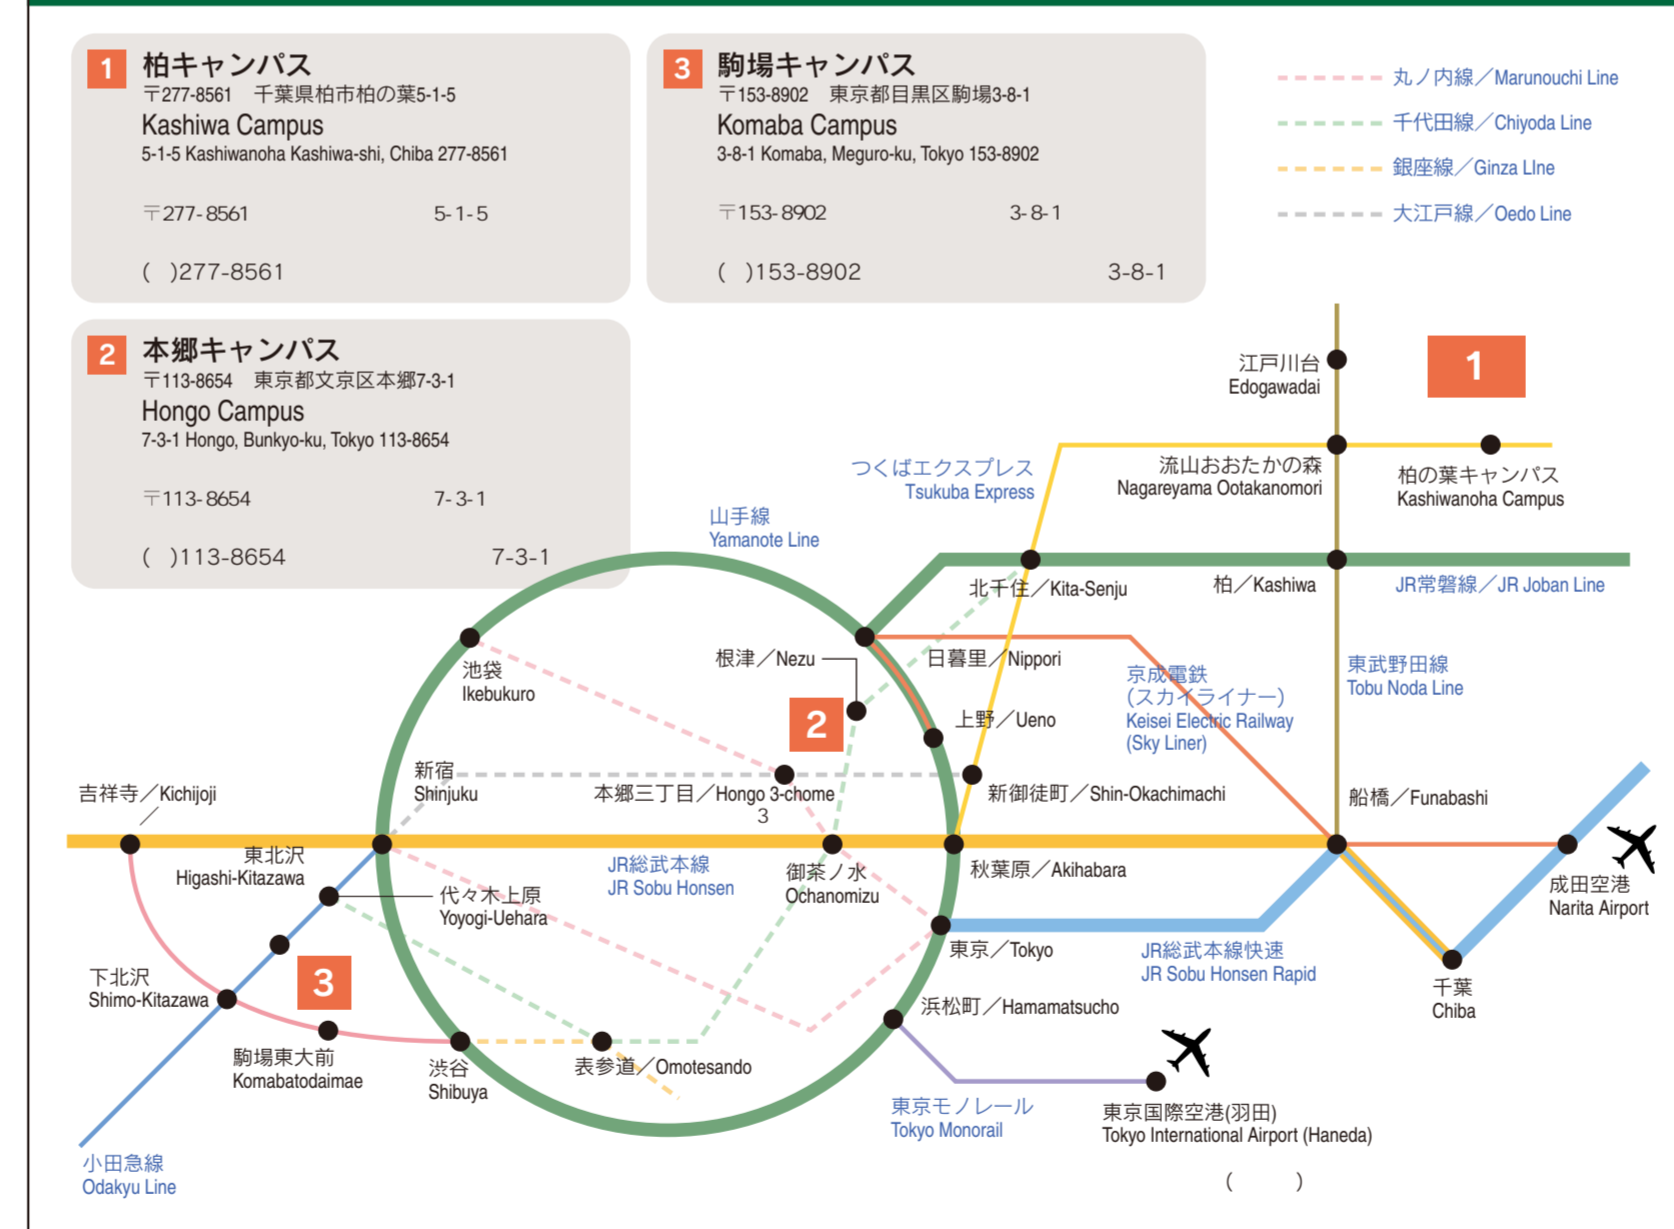 1
柏キャンパス
〒277-8561　千葉県柏市柏の葉5-1-5
Kashiwa Campus
5-1-5 Kashiwanoha Kashiwa-shi, Chiba 277-8561
〒277-8561 5-1-5
( )277-8561
3
駒場キャンパス
〒153-8902　東京都目黒区駒場3-8-1
Komaba Campus
3-8-1 Komaba, Meguro-ku, Tokyo 153-8902
〒153-8902 3-8-1
( )153-8902 3-8-1
丸ノ内線／Marunouchi Line
千代田線／Chiyoda Line
銀座線／Ginza LIne
大江戸線／Oedo Line
2
本郷キャンパス
〒113-8654　東京都文京区本郷7-3-1
Hongo Campus
7-3-1 Hongo, Bunkyo-ku, Tokyo 113-8654
〒113-8654 7-3-1
( )113-8654 7-3-1
江戸川台
Edogawadai
1
つくばエクスプレス
Tsukuba Express
流山おおたかの森
Nagareyama Ootakanomori
柏の葉キャンパス
Kashiwanoha Campus
山手線
Yamanote Line
北千住／Kita-Senju
柏／Kashiwa
JR常磐線／JR Joban Line
池袋
Ikebukuro
根津／Nezu
日暮里／Nippori
京成電鉄
(スカイライナー)
Keisei Electric Railway
(Sky Liner)
東武野田線
Tobu Noda Line
2
上野／Ueno
新宿
Shinjuku
本郷三丁目／Hongo 3-chome
3
新御徒町／Shin-Okachimachi
船橋／Funabashi
吉祥寺／Kichijoji
／
東北沢
Higashi-Kitazawa
JR総武本線
JR Sobu Honsen
御茶ノ水
Ochanomizu
秋葉原／Akihabara
成田空港
Narita Airport
代々木上原
Yoyogi-Uehara
東京／Tokyo
JR総武本線快速
JR Sobu Honsen Rapid
千葉
Chiba
下北沢
Shimo-Kitazawa
3
浜松町／Hamamatsucho
駒場東大前
Komabatodaimae
渋谷
Shibuya
表参道／Omotesando
東京モノレール
Tokyo Monorail
東京国際空港(羽田)
Tokyo International Airport (Haneda)
( )
小田急線
Odakyu Line